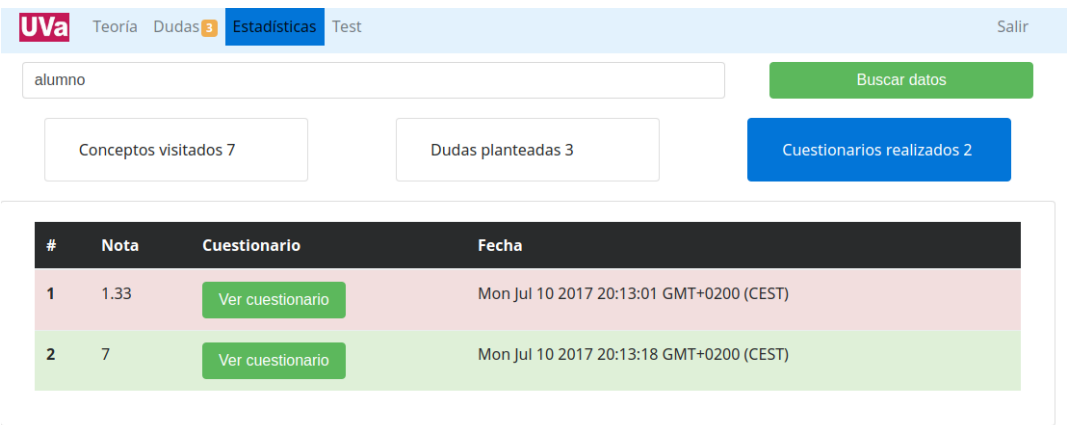 UVa Teoría Dudas 3 Estadísticas Test Salir
alumno Buscar datos
Conceptos visitados 7 Dudas planteadas 3 Cuestionarios realizados 2
# Nota Cuestionario Fecha
1 1.33 Ver cuestionario Mon Jul 10 2017 20:13:01 GMT+0200 (CEST)
2 7 Ver cuestionario Mon Jul 10 2017 20:13:18 GMT+0200 (CEST)